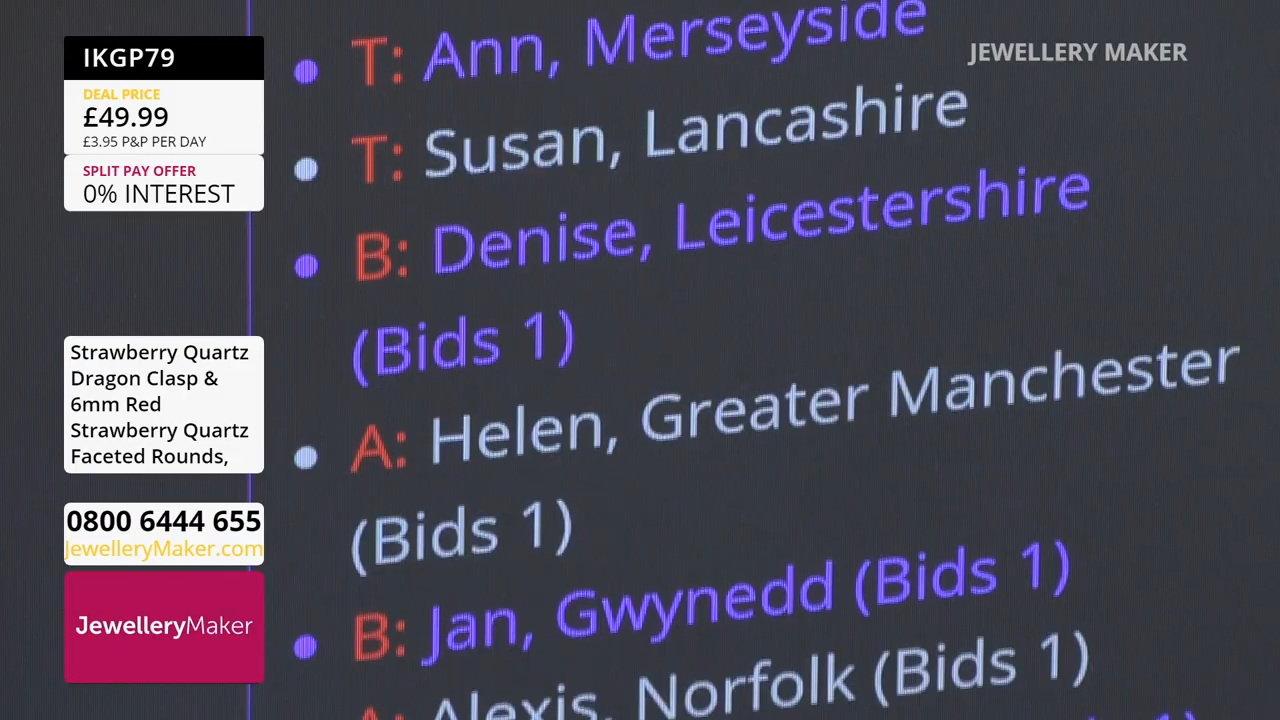 IKGP79
DEAL PRICE
£49.99
£3.95 P&P PER DAY
SPLIT PAY OFFER
0% INTEREST
Strawberry Quartz
Dragon Clasp &
6mm Red
Strawberry Quartz
Faceted Rounds,
0800 6444 655
JewelleryMaker.com
JewelleryMaker
JEWELLERY MAKER
T: Ann, Merseyside
T: Susan, Lancashire
B: Denise, Leicestershire
(Bids 1)
A: Helen, Greater Manchester
(Bids 1)
B: Jan, Gwynedd (Bids 1)
A: Alexis, Norfolk (Bids 1)